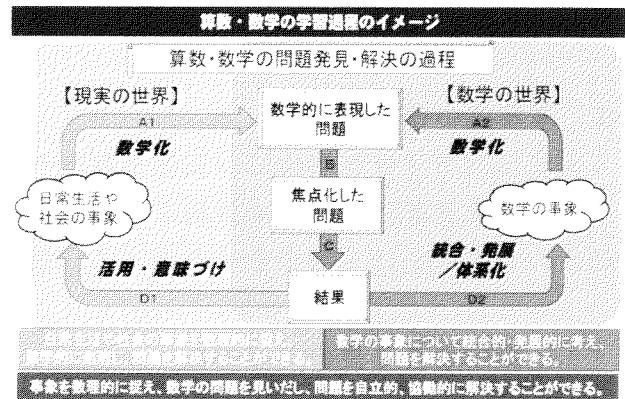 算数・数学の学習過程のイメージ
算数・数学の問題発見・解決の過程
【現実の世界】
【数学の世界】
数学的に表現した
問題
A1
A2
数学化
数学化
B
焦点化した
問題
日常生活や
社会の事象
数学の事象
C
活用・意味づけ
統合・発展
/体系化
結果
D1
D2
数学の事象について統合的・発展的に考え、
問題を解決することができる。
事象を数理的に捉え、数学の問題を見いだし、問題を自立的、協働的に解決することができる。